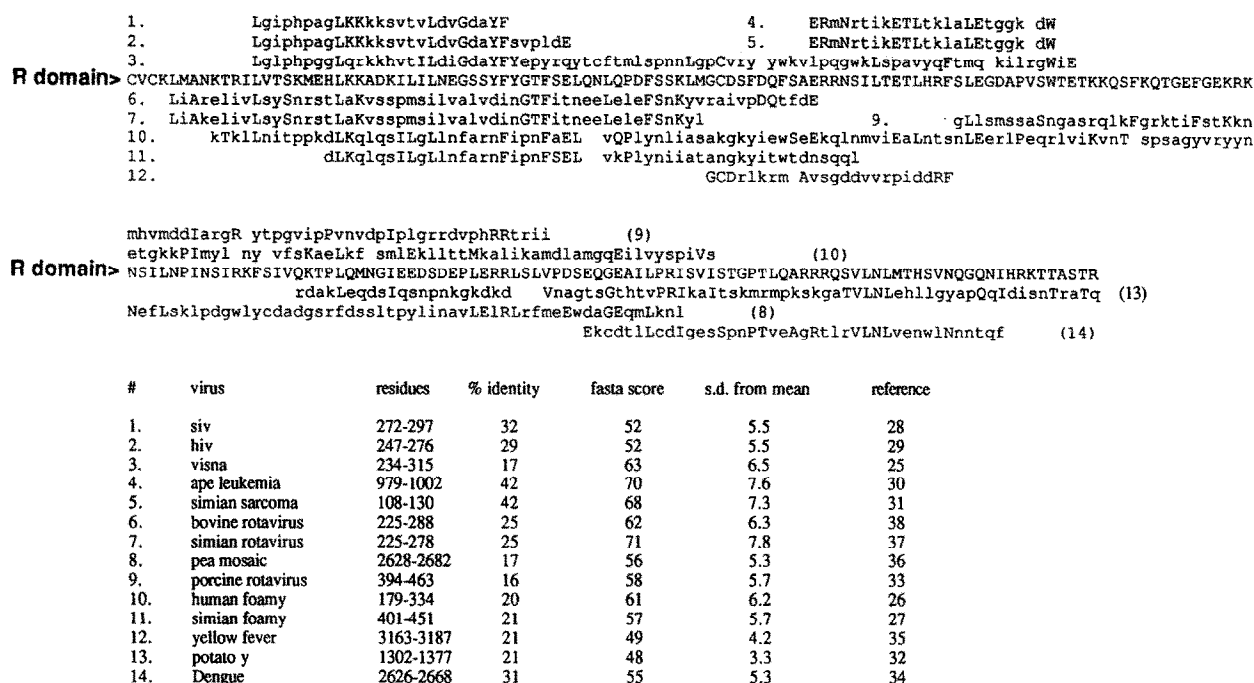 1. LgiphpagLKKkksvtvLdvGdaYF 4. ERmNrtikETLtklaLEtggk dW
2. LgiphpagLKKkksvtvLdvGdaYFsvpldE 5. ERmNrtikETLtklaLEtggk dW
3. LglphpggLqrkkhvtILdiGdaYFYepyrqytcftmlspnnLgpCvry ywkvlpqgwkLspavyqFtmq kilrgWiE
R domain> CVCKLMANKTRILVTSKMEHLKKADKILILNEGSSYFYGTFSELQNLQPDFSSKLMGCDSFDQFSAERRNSILTETLHRFSLEGDAPVSWTETKKQSFKQTGEFGEKRK
6. LiArelivLsySnrstLaKvsspmsilvalvdinGTFitneeLeleFSnKyvraivpDQtfdE
7. LiAkelivLsySnrstLaKvsspmsilvalvdinGTFitneeLeleFSnKyl 9. gLlsmssaSngasrqlkFgrktiFstKkn
10. kTklLnitppkdLKqlqsILgLlnfarnFipnFaEL vQPlynliasakgkyiewSeEkqlnmviEaLntsnLEerlPeqrlviKvnT spsagyvryyn
11. dLKqlqsILgLlnfarnFipnFSEL vkPlyniiatangkyitwtdnsqql
12. GCDrlkrm AvsgddvvrpiddRF
mhvmddIargR ytpgvipPvnvdpIplgrrdvphRRtrii (9)
etgkkPImyl ny vfsKaeLkf smlEkllttMkalikamdlamgqqEilvyspiVs (10)
R domain> NSILNPINSIRKFSIVQKTPLQMNGIEEDSDEPLERRLSLVPDSEQGEAILPRISVISTGPTLQARRRQSVLNLMTHSVNQGQNIHRKTTASTR
rdakLeqdsIqsnpnkgkdkd VnagtsGthtvPRIkaItskmrmpkskgaTVLNLehllgyapQqIdisnTraTq (13)
NefLsklpdgwlycdadgsrfdssltpylinavLElRLrfmeEwdaGEqmLknl (8)
EkcdtlLcdIgesSpnPTveAgRtlrVLNLvenwlNnntqf (14)
# virus residues % identity fasta score s.d. from mean reference
1. siv 272-297 32 52 5.5 28
2. hiv 247-276 29 52 5.5 29
3. visna 234-315 17 63 6.5 25
4. ape leukemia 979-1002 42 70 7.6 30
5. simian sarcoma 108-130 42 68 7.3 31
6. bovine rotavirus 225-288 25 62 6.3 38
7. simian rotavirus 225-278 25 71 7.8 37
8. pea mosaic 2628-2682 17 56 5.3 36
9. porcine rotavirus 394-463 16 58 5.7 33
10. human foamy 179-334 20 61 6.2 26
11. simian foamy 401-451 21 57 5.7 27
12. yellow fever 3163-3187 21 49 4.2 35
13. potato y 1302-1377 21 48 3.3 32
14. Dengue 2626-2668 31 55 5.3 34